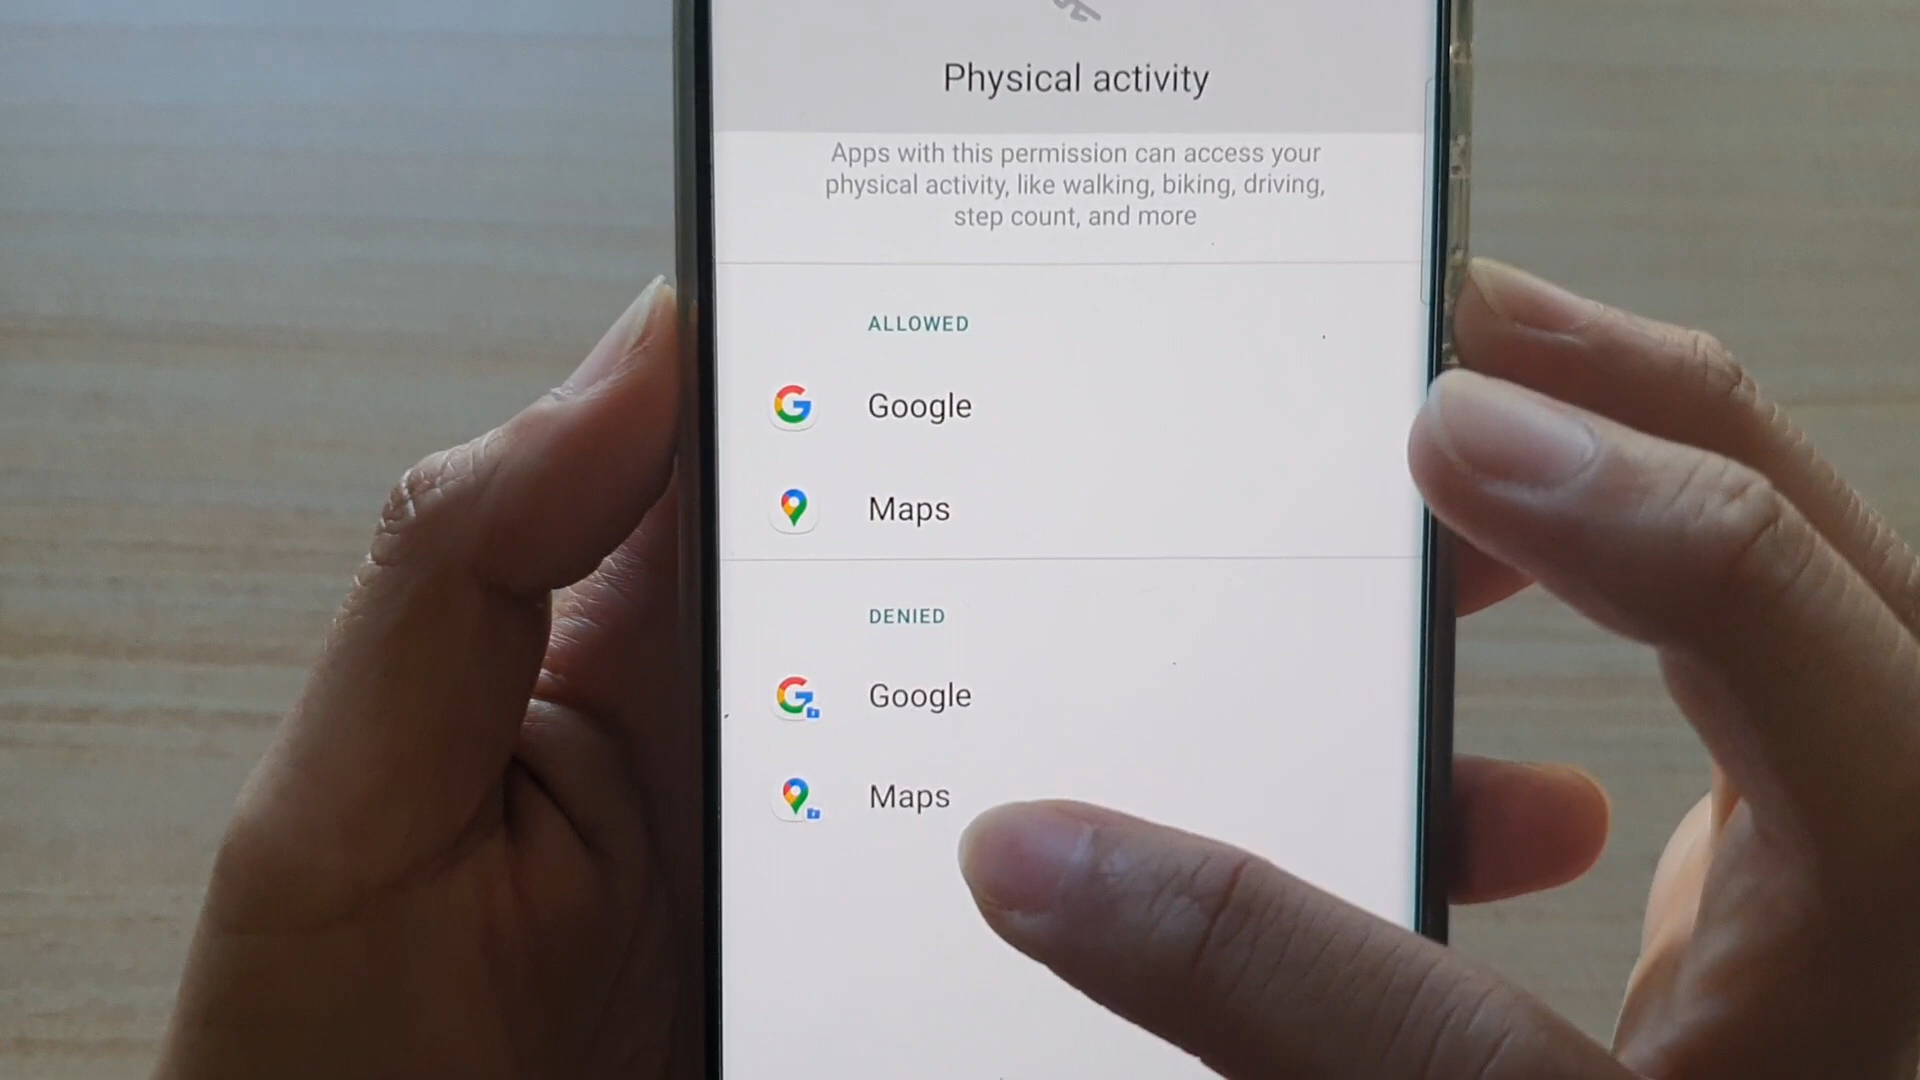 Physical activity
Apps with this permission can access your
physical activity, like walking, biking, driving,
step count, and more
ALLOWED
Google
Maps
DENIED
Google
Maps